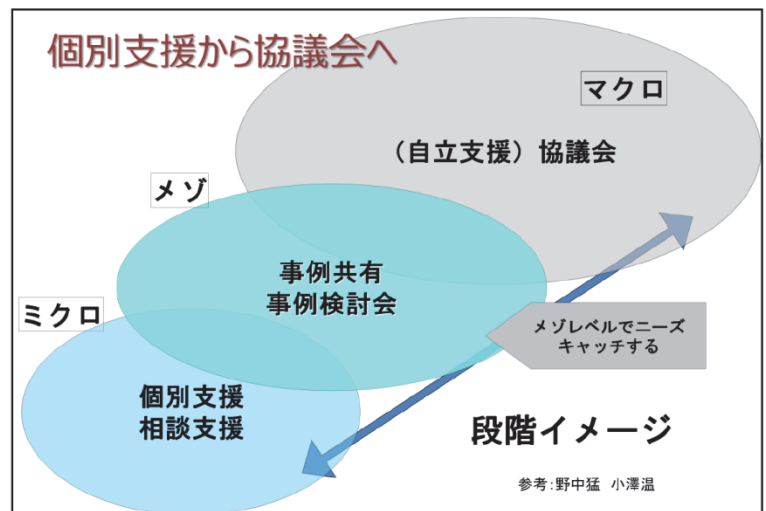 個別支援から協議会へ
マクロ
（自立支援）協議会
メゾ
事例共有
事例検討会
ミクロ
メゾレベルでニーズ
キャッチする
個別支援
相談支援
段階イメージ
参考:野中猛 小澤温